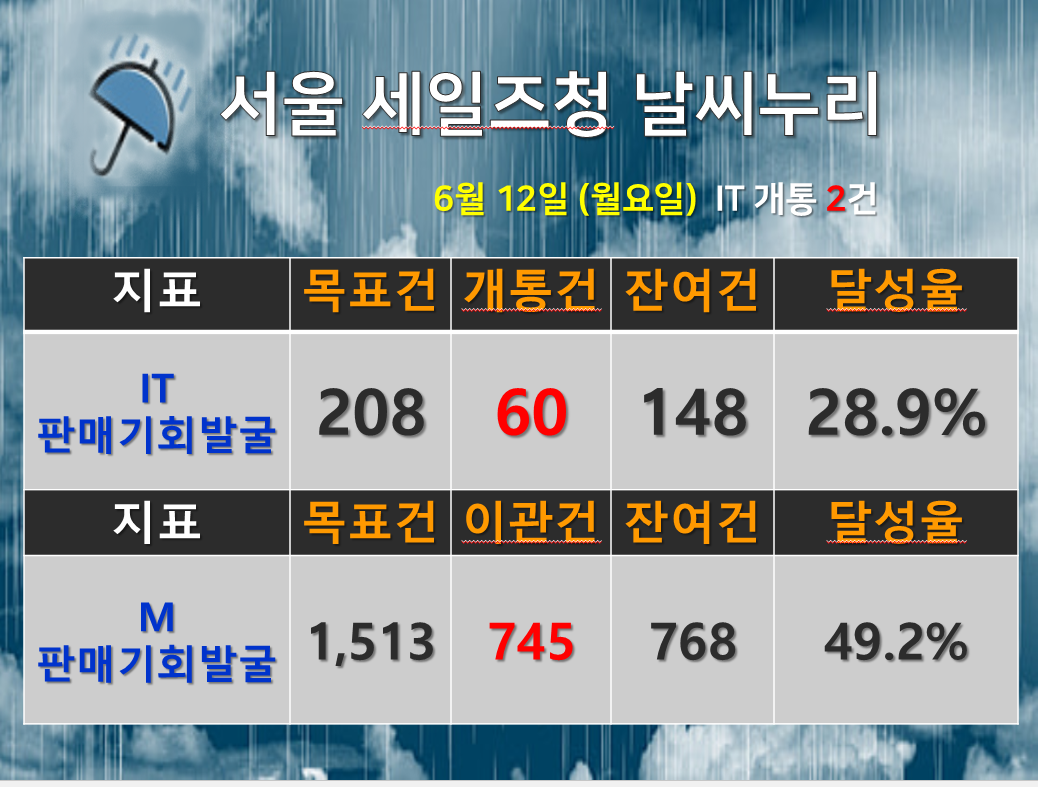 서울 세일즈청 날씨누리
6월 12일 (월요일) IT 개통 2건
지표 목표건 개통건 잔여건 달성율
IT
판매기회발굴 208 60 148 28.9%
지표 목표건 이관건 잔여건 달성율
M
판매기회발굴 1,513 745 768 49.2%